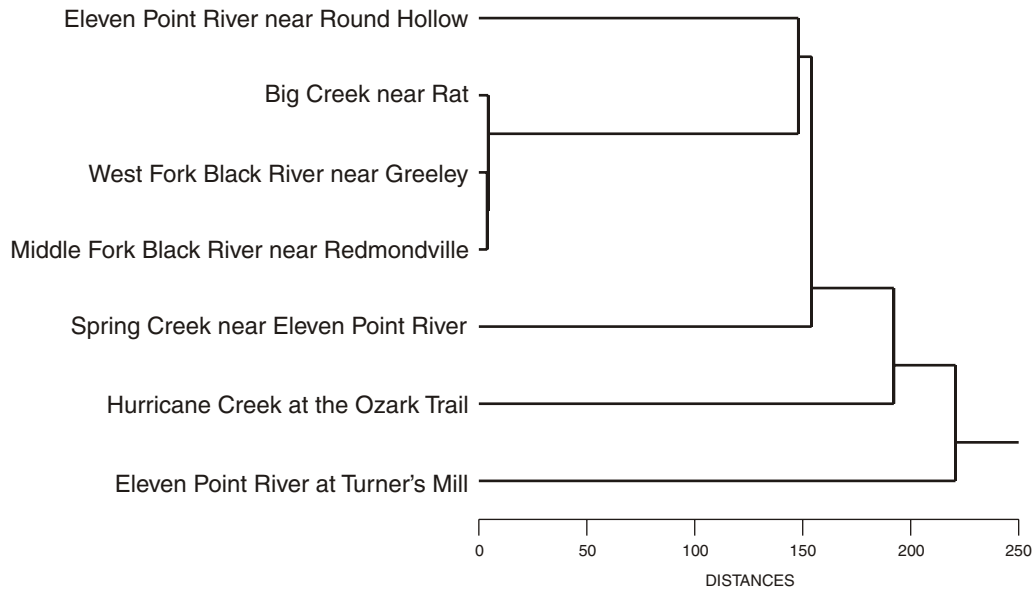 Eleven Point River near Round Hollow
Big Creek near Rat
West Fork Black River near Greeley
Middle Fork Black River near Redmondville
Spring Creek near Eleven Point River
Hurricane Creek at the Ozark Trail
Eleven Point River at Turner’s Mill
0 50 100 150 200 250
DISTANCES